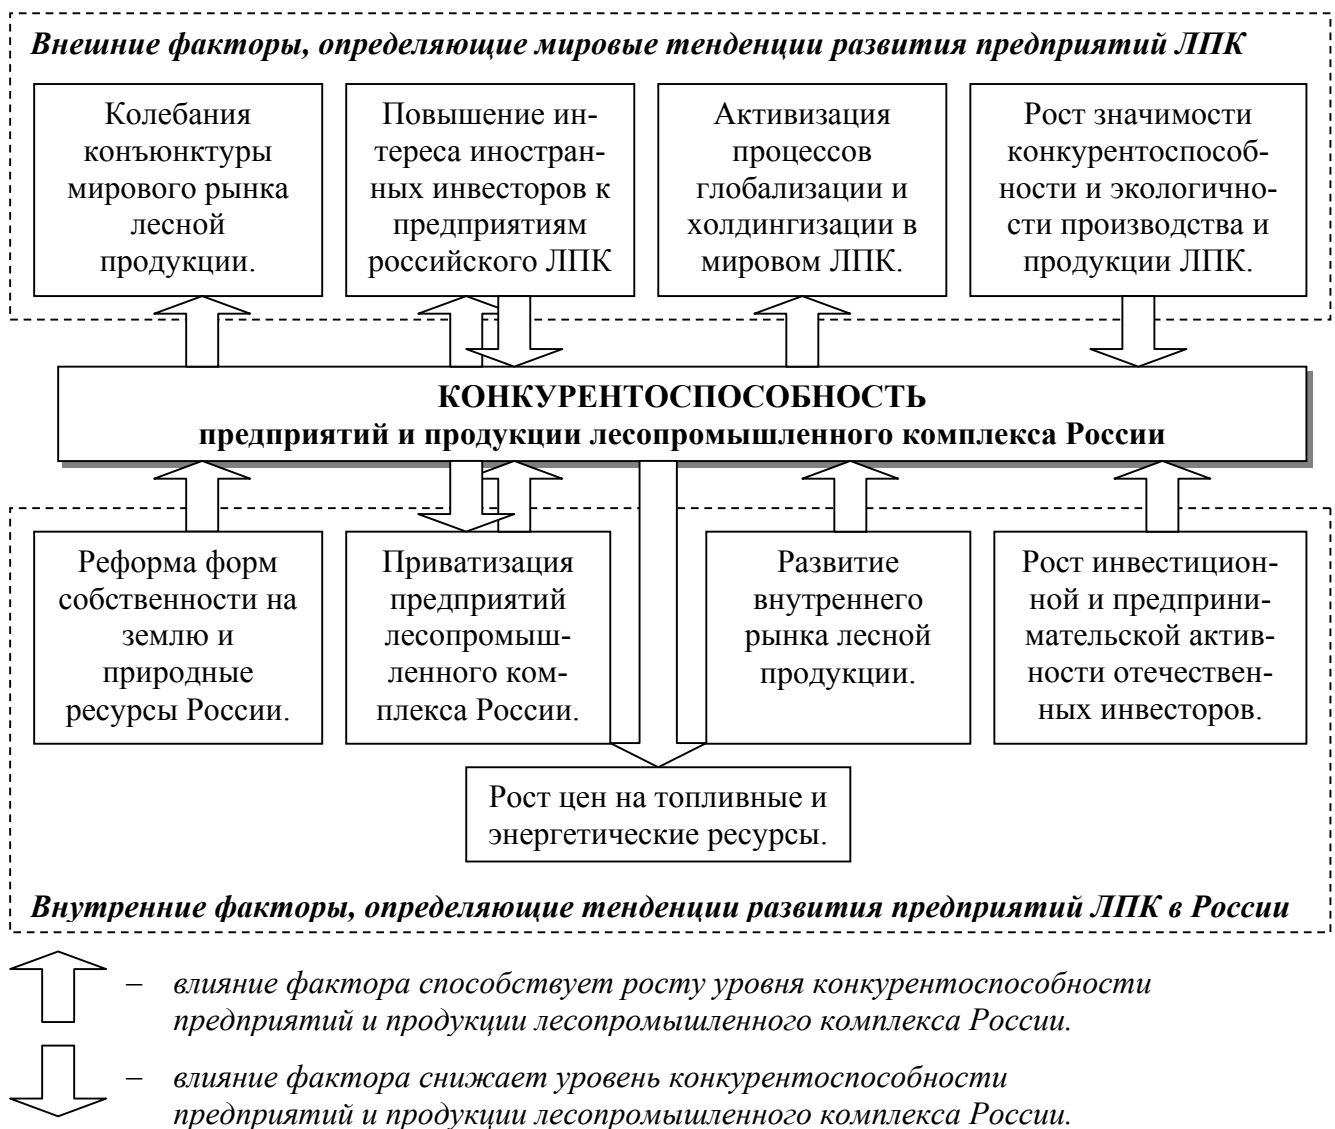 Внешние факторы, определяющие мировые тенденции развития предприятий ЛПК
Колебания
конъюнктуры
мирового рынка
лесной
продукции.
Повышение ин-
тереса иностран-
ных инвесторов к
предприятиям
российского ЛПК
Активизация
процессов
глобализации и
холдингизации в
мировом ЛПК.
Рост значимости
конкурентоспособ-
ности и экологично-
сти производства и
продукции ЛПК.
КОНКУРЕНТОСПОСОБНОСТЬ
предприятий и продукции лесопромышленного комплекса России
Реформа форм
собственности на
землю и
природные
ресурсы России.
Приватизация
предприятий
лесопромыш-
ленного ком-
плекса России.
Развитие
внутреннего
рынка лесной
продукции.
Рост инвестицион-
ной и предприни-
мательской актив-
ности отечествен-
ных инвесторов.
Рост цен на топливные и
энергетические ресурсы.
Внутренние факторы, определяющие тенденции развития предприятий ЛПК в России
– влияние фактора способствует росту уровня конкурентоспособности
предприятий и продукции лесопромышленного комплекса России.
– влияние фактора снижает уровень конкурентоспособности
предприятий и продукции лесопромышленного комплекса России.